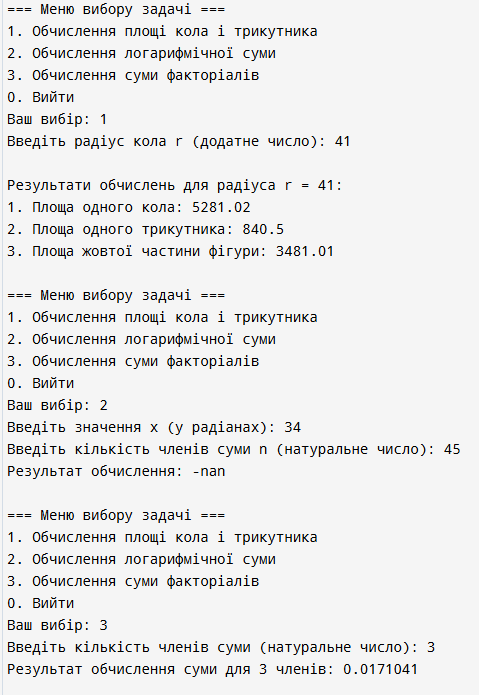 === Меню вибору задачі ===
1. Обчислення площі кола і трикутника
2. Обчислення логарифмічної суми
3. Обчислення суми факторіалів
0. Вийти
Ваш вибір: 1
Введіть радіус кола r (додатне число): 41
Результати обчислень для радіуса r = 41:
1. Площа одного кола: 5281.02
2. Площа одного трикутника: 840.5
3. Площа жовтої частини фігури: 3481.01
=== Меню вибору задачі ===
1. Обчислення площі кола і трикутника
2. Обчислення логарифмічної суми
3. Обчислення суми факторіалів
0. Вийти
Ваш вибір: 2
Введіть значення x (у радіанах): 34
Введіть кількість членів суми n (натуральне число): 45
Результат обчислення: -nan
=== Меню вибору задачі ===
1. Обчислення площі кола і трикутника
2. Обчислення логарифмічної суми
3. Обчислення суми факторіалів
0. Вийти
Ваш вибір: 3
Введіть кількість членів суми (натуральне число): 3
Результат обчислення суми для 3 членів: 0.0171041